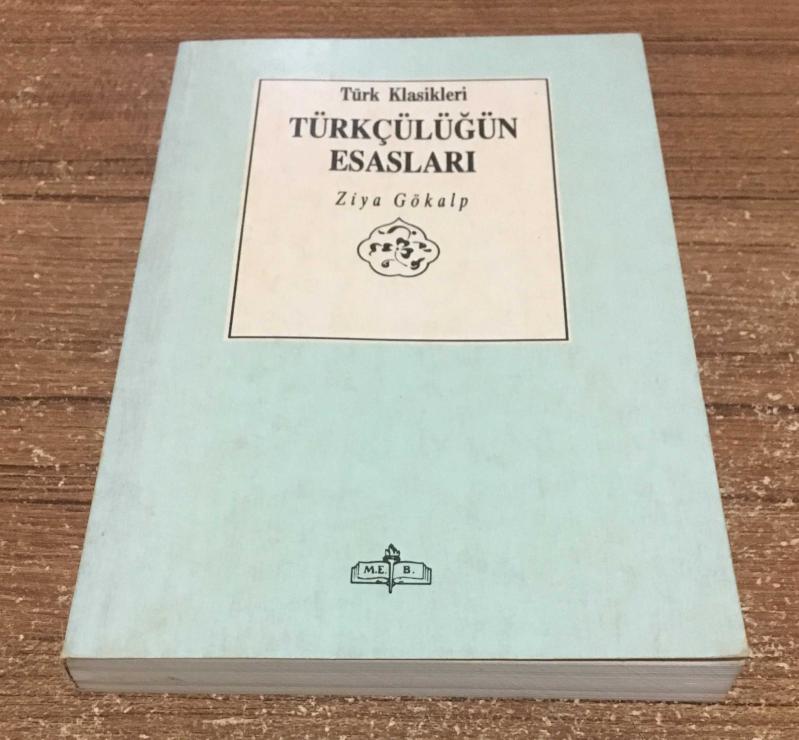 Türk Klasikleri
TÜRKÇÜLÜĞÜN
ESASLARI
Ziya Gökalp
M.E. B.